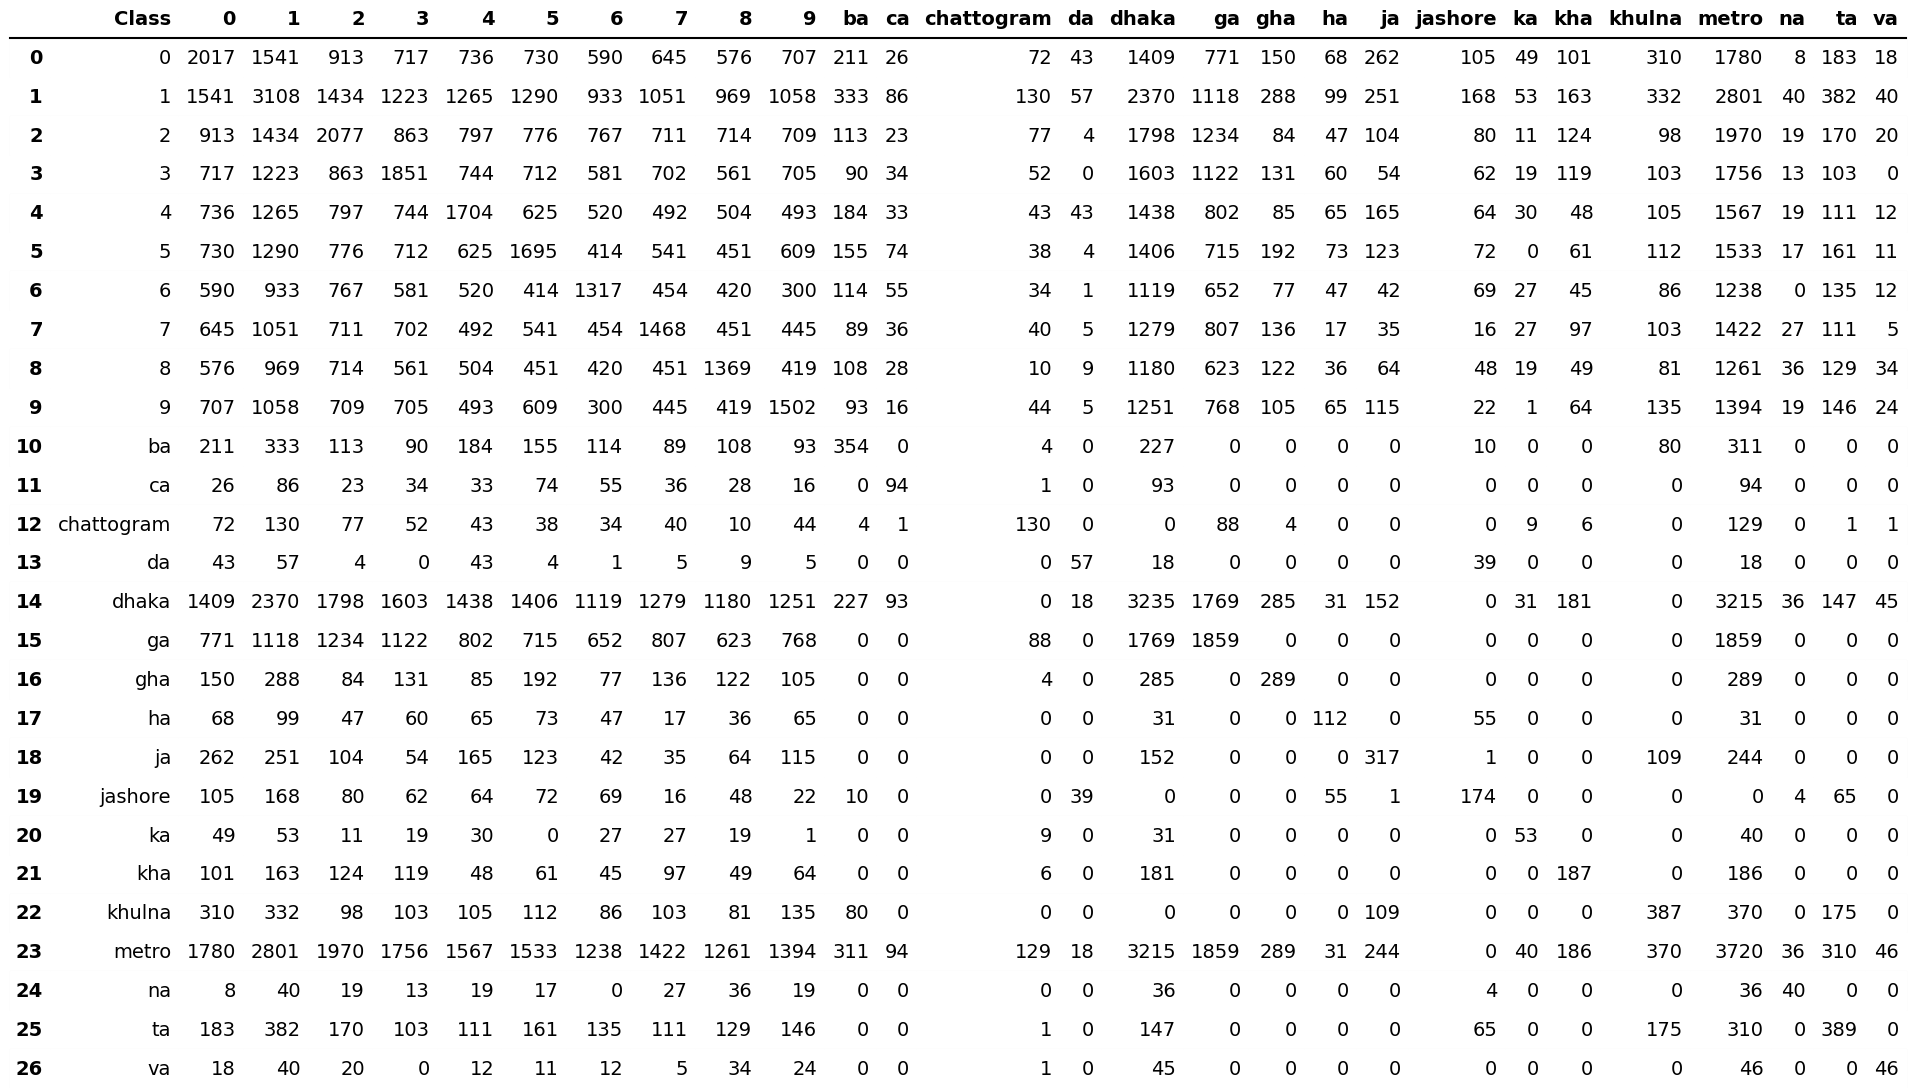 Class 0 1 2 3 4 5 6 7 8 9 ba ca chattogram da dhaka ga gha ha ja jashore ka kha khulna metro na ta va
0 0 2017 1541 913 717 736 730 590 645 576 707 211 26 72 43 1409 771 150 68 262 105 49 101 310 1780 8 183 18
1 1 1541 3108 1434 1223 1265 1290 933 1051 969 1058 333 86 130 57 2370 1118 288 99 251 168 53 163 332 2801 40 382 40
2 2 913 1434 2077 863 797 776 767 711 714 709 113 23 77 4 1798 1234 84 47 104 80 11 124 98 1970 19 170 20
3 3 717 1223 863 1851 744 712 581 702 561 705 90 34 52 0 1603 1122 131 60 54 62 19 119 103 1756 13 103 0
4 4 736 1265 797 744 1704 625 520 492 504 493 184 33 43 43 1438 802 85 65 165 64 30 48 105 1567 19 111 12
5 5 730 1290 776 712 625 1695 414 541 451 609 155 74 38 4 1406 715 192 73 123 72 0 61 112 1533 17 161 11
6 6 590 933 767 581 520 414 1317 454 420 300 114 55 34 1 1119 652 77 47 42 69 27 45 86 1238 0 135 12
7 7 645 1051 711 702 492 541 454 1468 451 445 89 36 40 5 1279 807 136 17 35 16 27 97 103 1422 27 111 5
8 8 576 969 714 561 504 451 420 451 1369 419 108 28 10 9 1180 623 122 36 64 48 19 49 81 1261 36 129 34
9 9 707 1058 709 705 493 609 300 445 419 1502 93 16 44 5 1251 768 105 65 115 22 1 64 135 1394 19 146 24
10 ba 211 333 113 90 184 155 114 89 108 93 354 0 4 0 227 0 0 0 0 10 0 0 80 311 0 0 0
11 ca 26 86 23 34 33 74 55 36 28 16 0 94 1 0 93 0 0 0 0 0 0 0 0 94 0 0 0
12 chattogram 72 130 77 52 43 38 34 40 10 44 4 1 130 0 0 88 4 0 0 0 9 6 0 129 0 1 1
13 da 43 57 4 0 43 4 1 5 9 5 0 0 0 57 18 0 0 0 0 39 0 0 0 18 0 0 0
14 dhaka 1409 2370 1798 1603 1438 1406 1119 1279 1180 1251 227 93 0 18 3235 1769 285 31 152 0 31 181 0 3215 36 147 45
15 ga 771 1118 1234 1122 802 715 652 807 623 768 0 0 88 0 1769 1859 0 0 0 0 0 0 0 1859 0 0 0
16 gha 150 288 84 131 85 192 77 136 122 105 0 0 4 0 285 0 289 0 0 0 0 0 0 289 0 0 0
17 ha 68 99 47 60 65 73 47 17 36 65 0 0 0 0 31 0 0 112 0 55 0 0 0 31 0 0 0
18 ja 262 251 104 54 165 123 42 35 64 115 0 0 0 0 152 0 0 0 317 1 0 0 109 244 0 0 0
19 jashore 105 168 80 62 64 72 69 16 48 22 10 0 0 39 0 0 0 55 1 174 0 0 0 0 4 65 0
20 ka 49 53 11 19 30 0 27 27 19 1 0 0 9 0 31 0 0 0 0 0 53 0 0 40 0 0 0
21 kha 101 163 124 119 48 61 45 97 49 64 0 0 6 0 181 0 0 0 0 0 0 187 0 186 0 0 0
22 khulna 310 332 98 103 105 112 86 103 81 135 80 0 0 0 0 0 0 0 109 0 0 0 387 370 0 175 0
23 metro 1780 2801 1970 1756 1567 1533 1238 1422 1261 1394 311 94 129 18 3215 1859 289 31 244 0 40 186 370 3720 36 310 46
24 na 8 40 19 13 19 17 0 27 36 19 0 0 0 0 36 0 0 0 0 4 0 0 0 36 40 0 0
25 ta 183 382 170 103 111 161 135 111 129 146 0 0 1 0 147 0 0 0 0 65 0 0 175 310 0 389 0
26 va 18 40 20 0 12 11 12 5 34 24 0 0 1 0 45 0 0 0 0 0 0 0 0 46 0 0 46